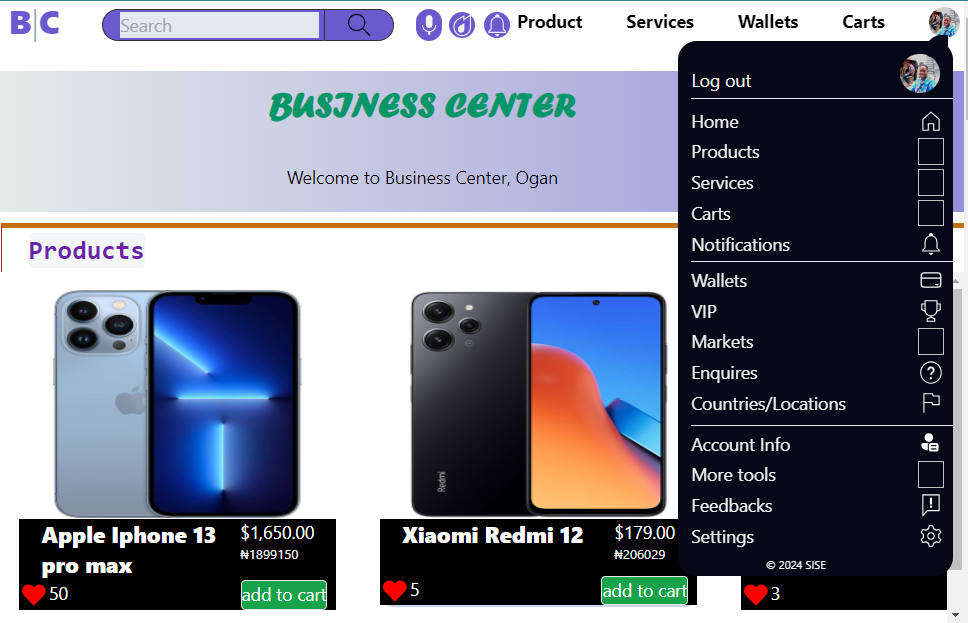 B|C
Search
Product
Services
Wallets
Carts
BUSINESS CENTER
Welcome to Business Center, Ogan
Log out
Home
Products
Services
Carts
Notifications
Wallets
VIP
Markets
Enquires
Countries/Locations
Account Info
More tools
Feedbacks
Settings
© 2024 SISE
Products
Redmi
Apple Iphone 13
pro max
$1,650.00
₦1899150
50
add to cart
Xiaomi Redmi 12
$179.00
₦206029
5
add to cart
3